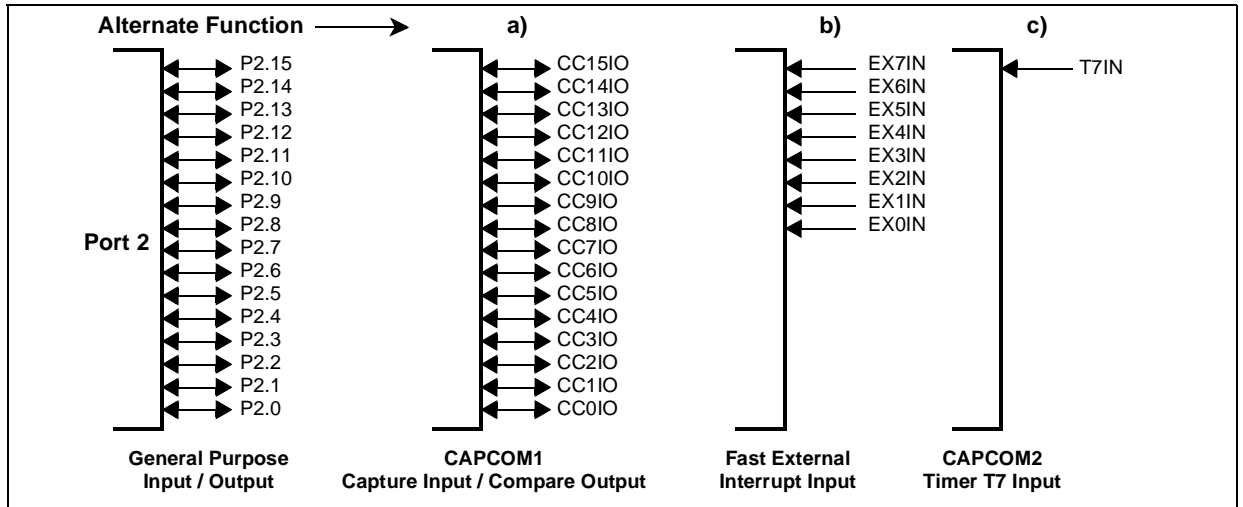 Alternate Function a) b) c)
P2.15 CC15IO EX7IN T7IN
P2.14 CC14IO EX6IN
P2.13 CC13IO EX5IN
P2.12 CC12IO EX4IN
P2.11 CC11IO EX3IN
P2.10 CC10IO EX2IN
P2.9 CC9IO EX1IN
P2.8 CC8IO EX0IN
Port 2 P2.7 CC7IO
P2.6 CC6IO
P2.5 CC5IO
P2.4 CC4IO
P2.3 CC3IO
P2.2 CC2IO
P2.1 CC1IO
P2.0 CC0IO
General Purpose CAPCOM1 Fast External CAPCOM2
Input / Output Capture Input / Compare Output Interrupt Input Timer T7 Input